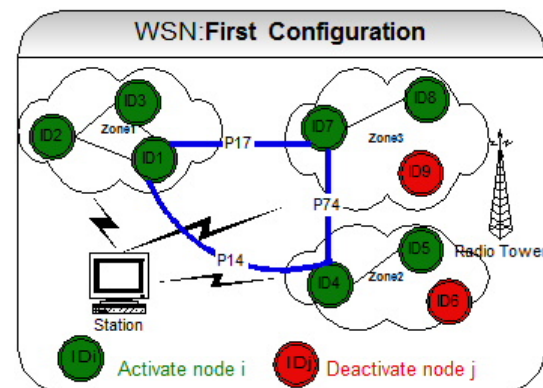 WSN:First Configuration
ID3
ID2
Zone1
ID1
P17
ID7
ID8
Zone3
ID9
P74
P14
ID5
Radio Tower
ID4
Zone2
ID6
Station
IDi
Activate node i
IDj
Deactivate node j